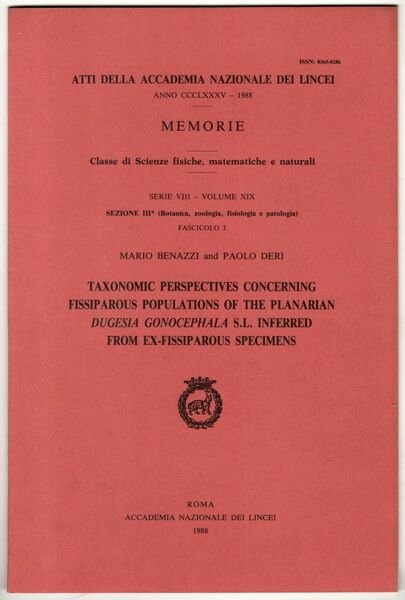 ISSN: 0365-0286
ATTI DELLA ACCADEMIA NAZIONALE DEI LINCEI
ANNO CCCLXXXV – 1988
MEMORIE
Classe di Scienze fisiche, matematiche e naturali
SERIE VIII – VOLUME XIX
SEZIONE IIIª (Botanica, zoologia, fisiologia e patologia)
FASCICOLO 3
MARIO BENAZZI and PAOLO DERI
TAXONOMIC PERSPECTIVES CONCERNING
FISSIPAROUS POPULATIONS OF THE PLANARIAN
DUGESIA GONOCEPHALA S.L. INFERRED
FROM EX-FISSIPAROUS SPECIMENS
ROMA
ACCADEMIA NAZIONALE DEI LINCEI
1988